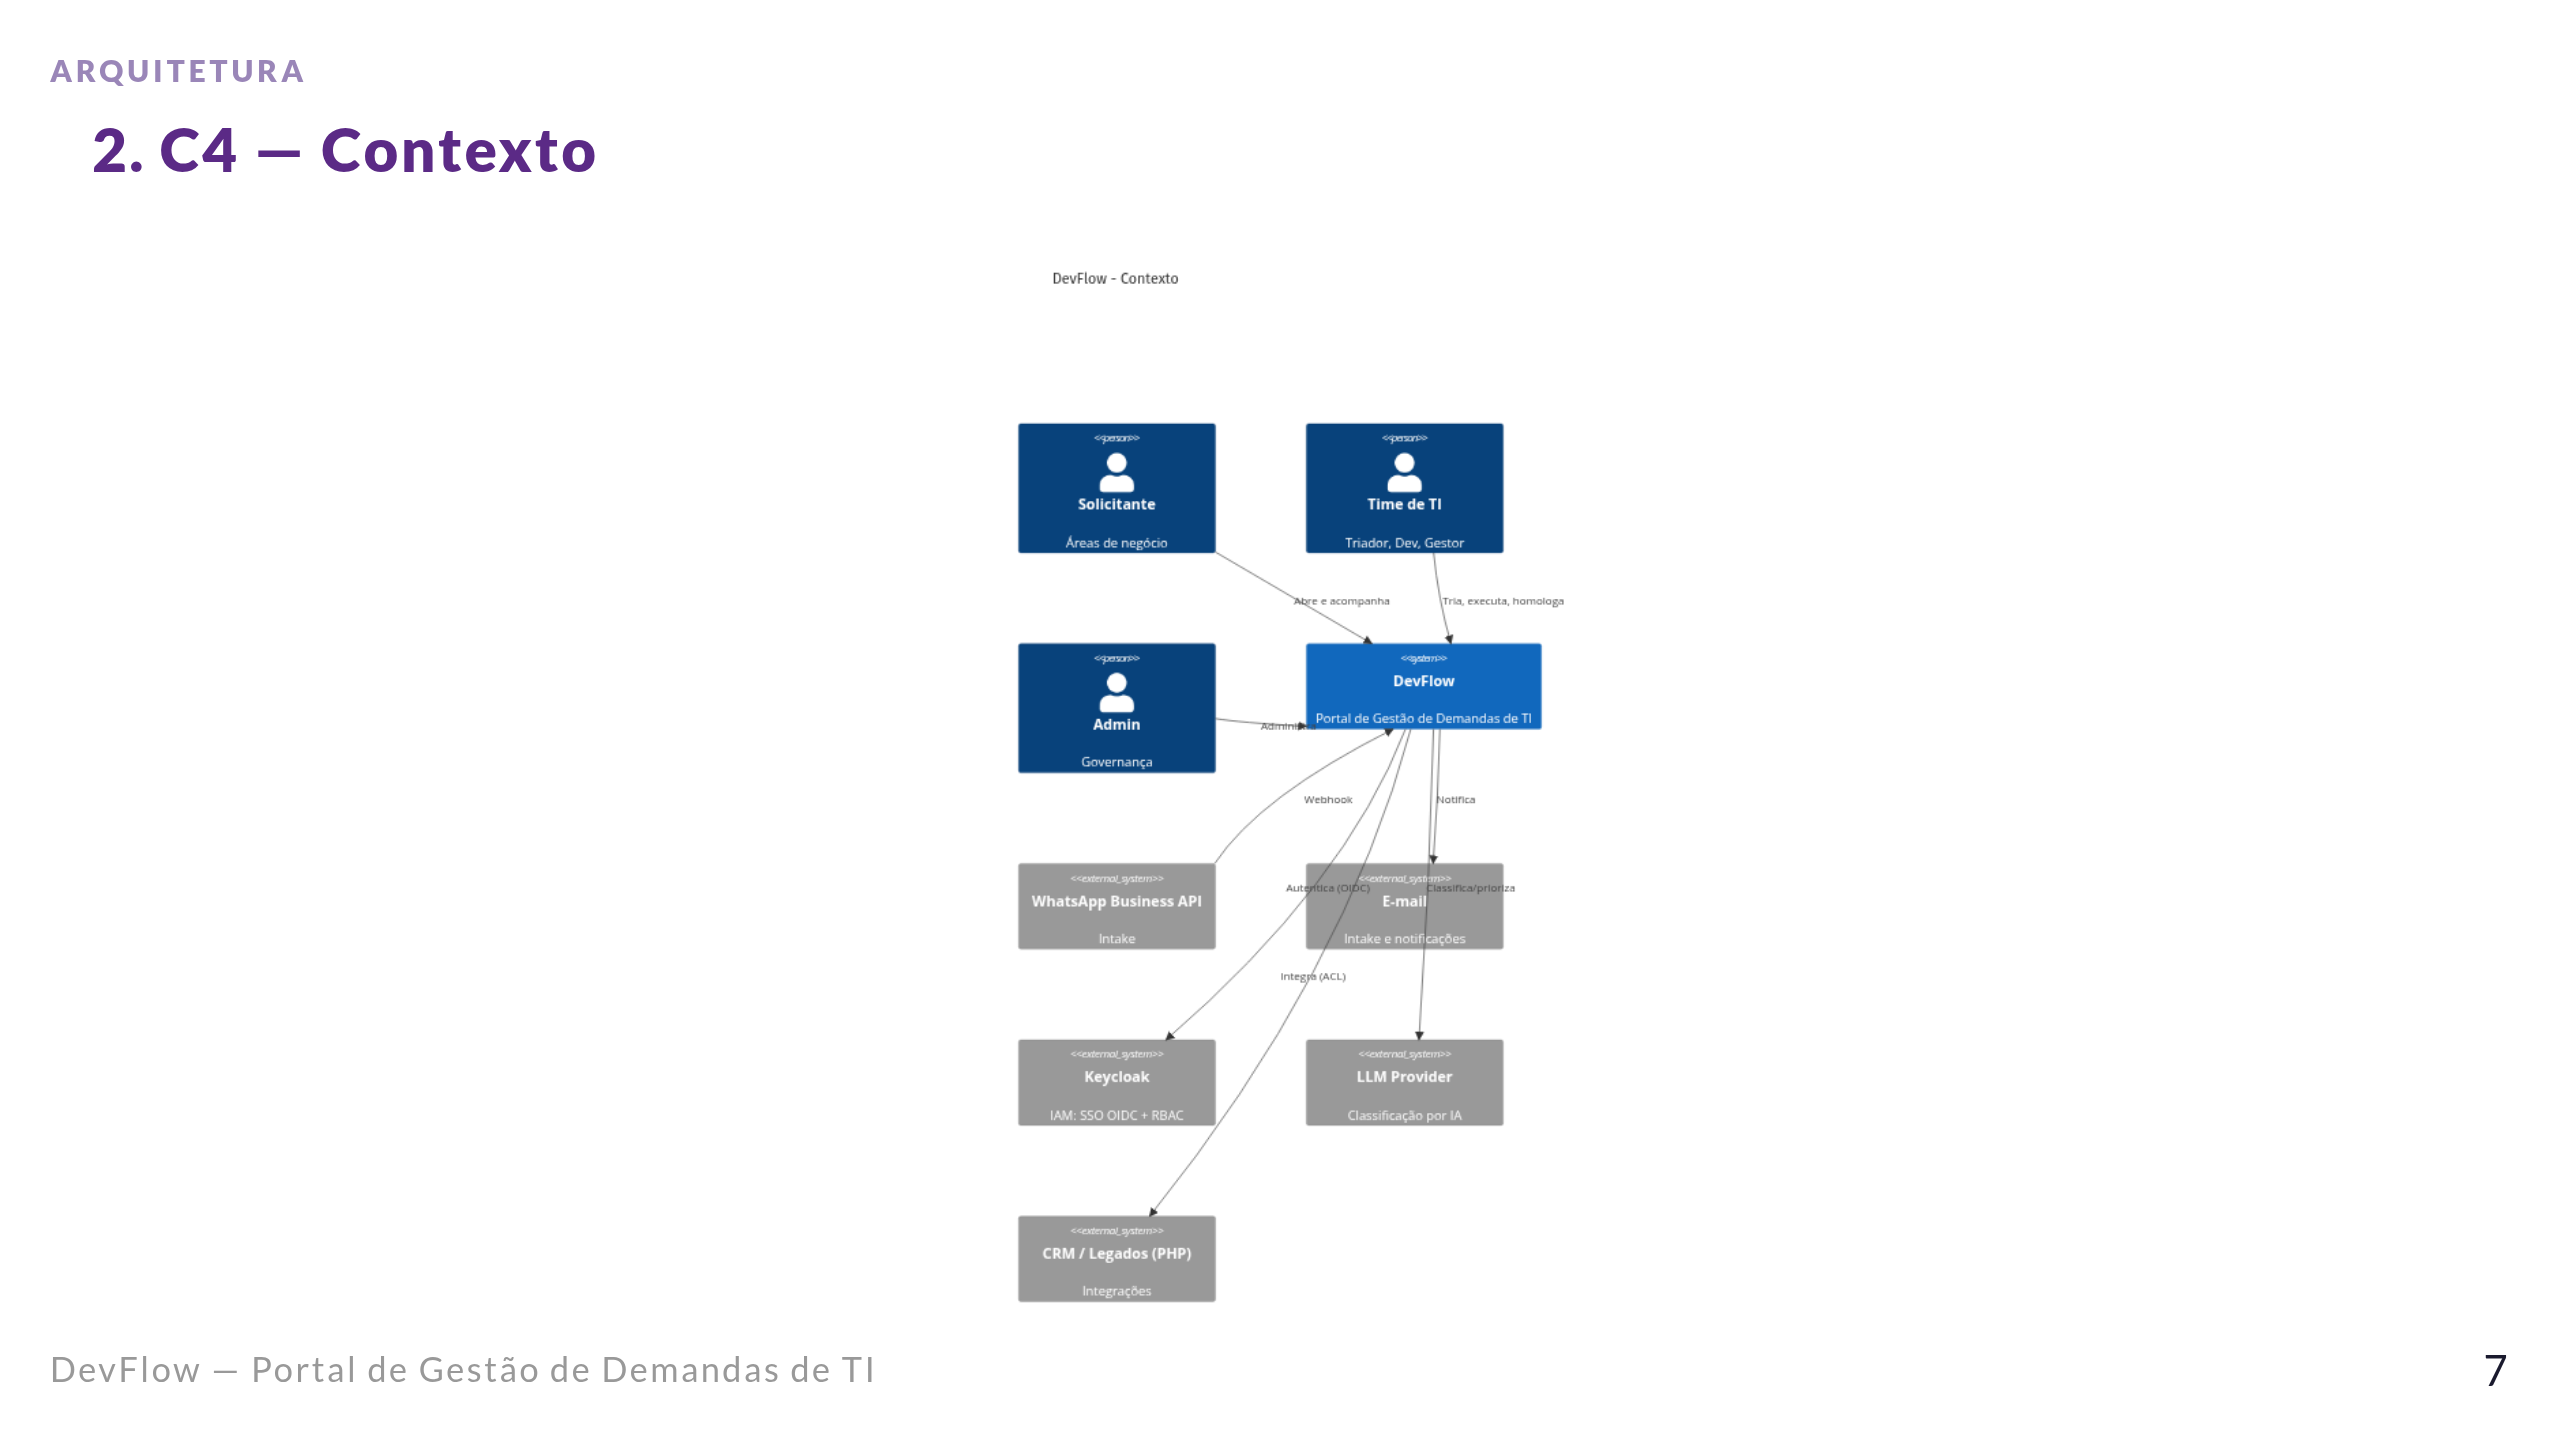 ARQUITETURA
2. C4 — Contexto
DevFlow - Contexto
<<person>>
Solicitante
Áreas de negócio
<<person>>
Time de TI
Triador, Dev, Gestor
Abre e acompanha
Tria, executa, homologa
<<person>>
Admin
Governança
<<system>>
DevFlow
Portal de Gestão de Demandas de TI
Webhook
Notifica
<<external_system>>
WhatsApp Business API
Intake
Autentica (OIDC)
<<external_system>>
Classifica/prioriza
E-mail
Intake e notificações
Integra (ACL)
<<external_system>>
Keycloak
IAM: SSO OIDC + RBAC
<<external_system>>
LLM Provider
Classificação por IA
<<external_system>>
CRM / Legados (PHP)
Integrações
DevFlow — Portal de Gestão de Demandas de TI
7